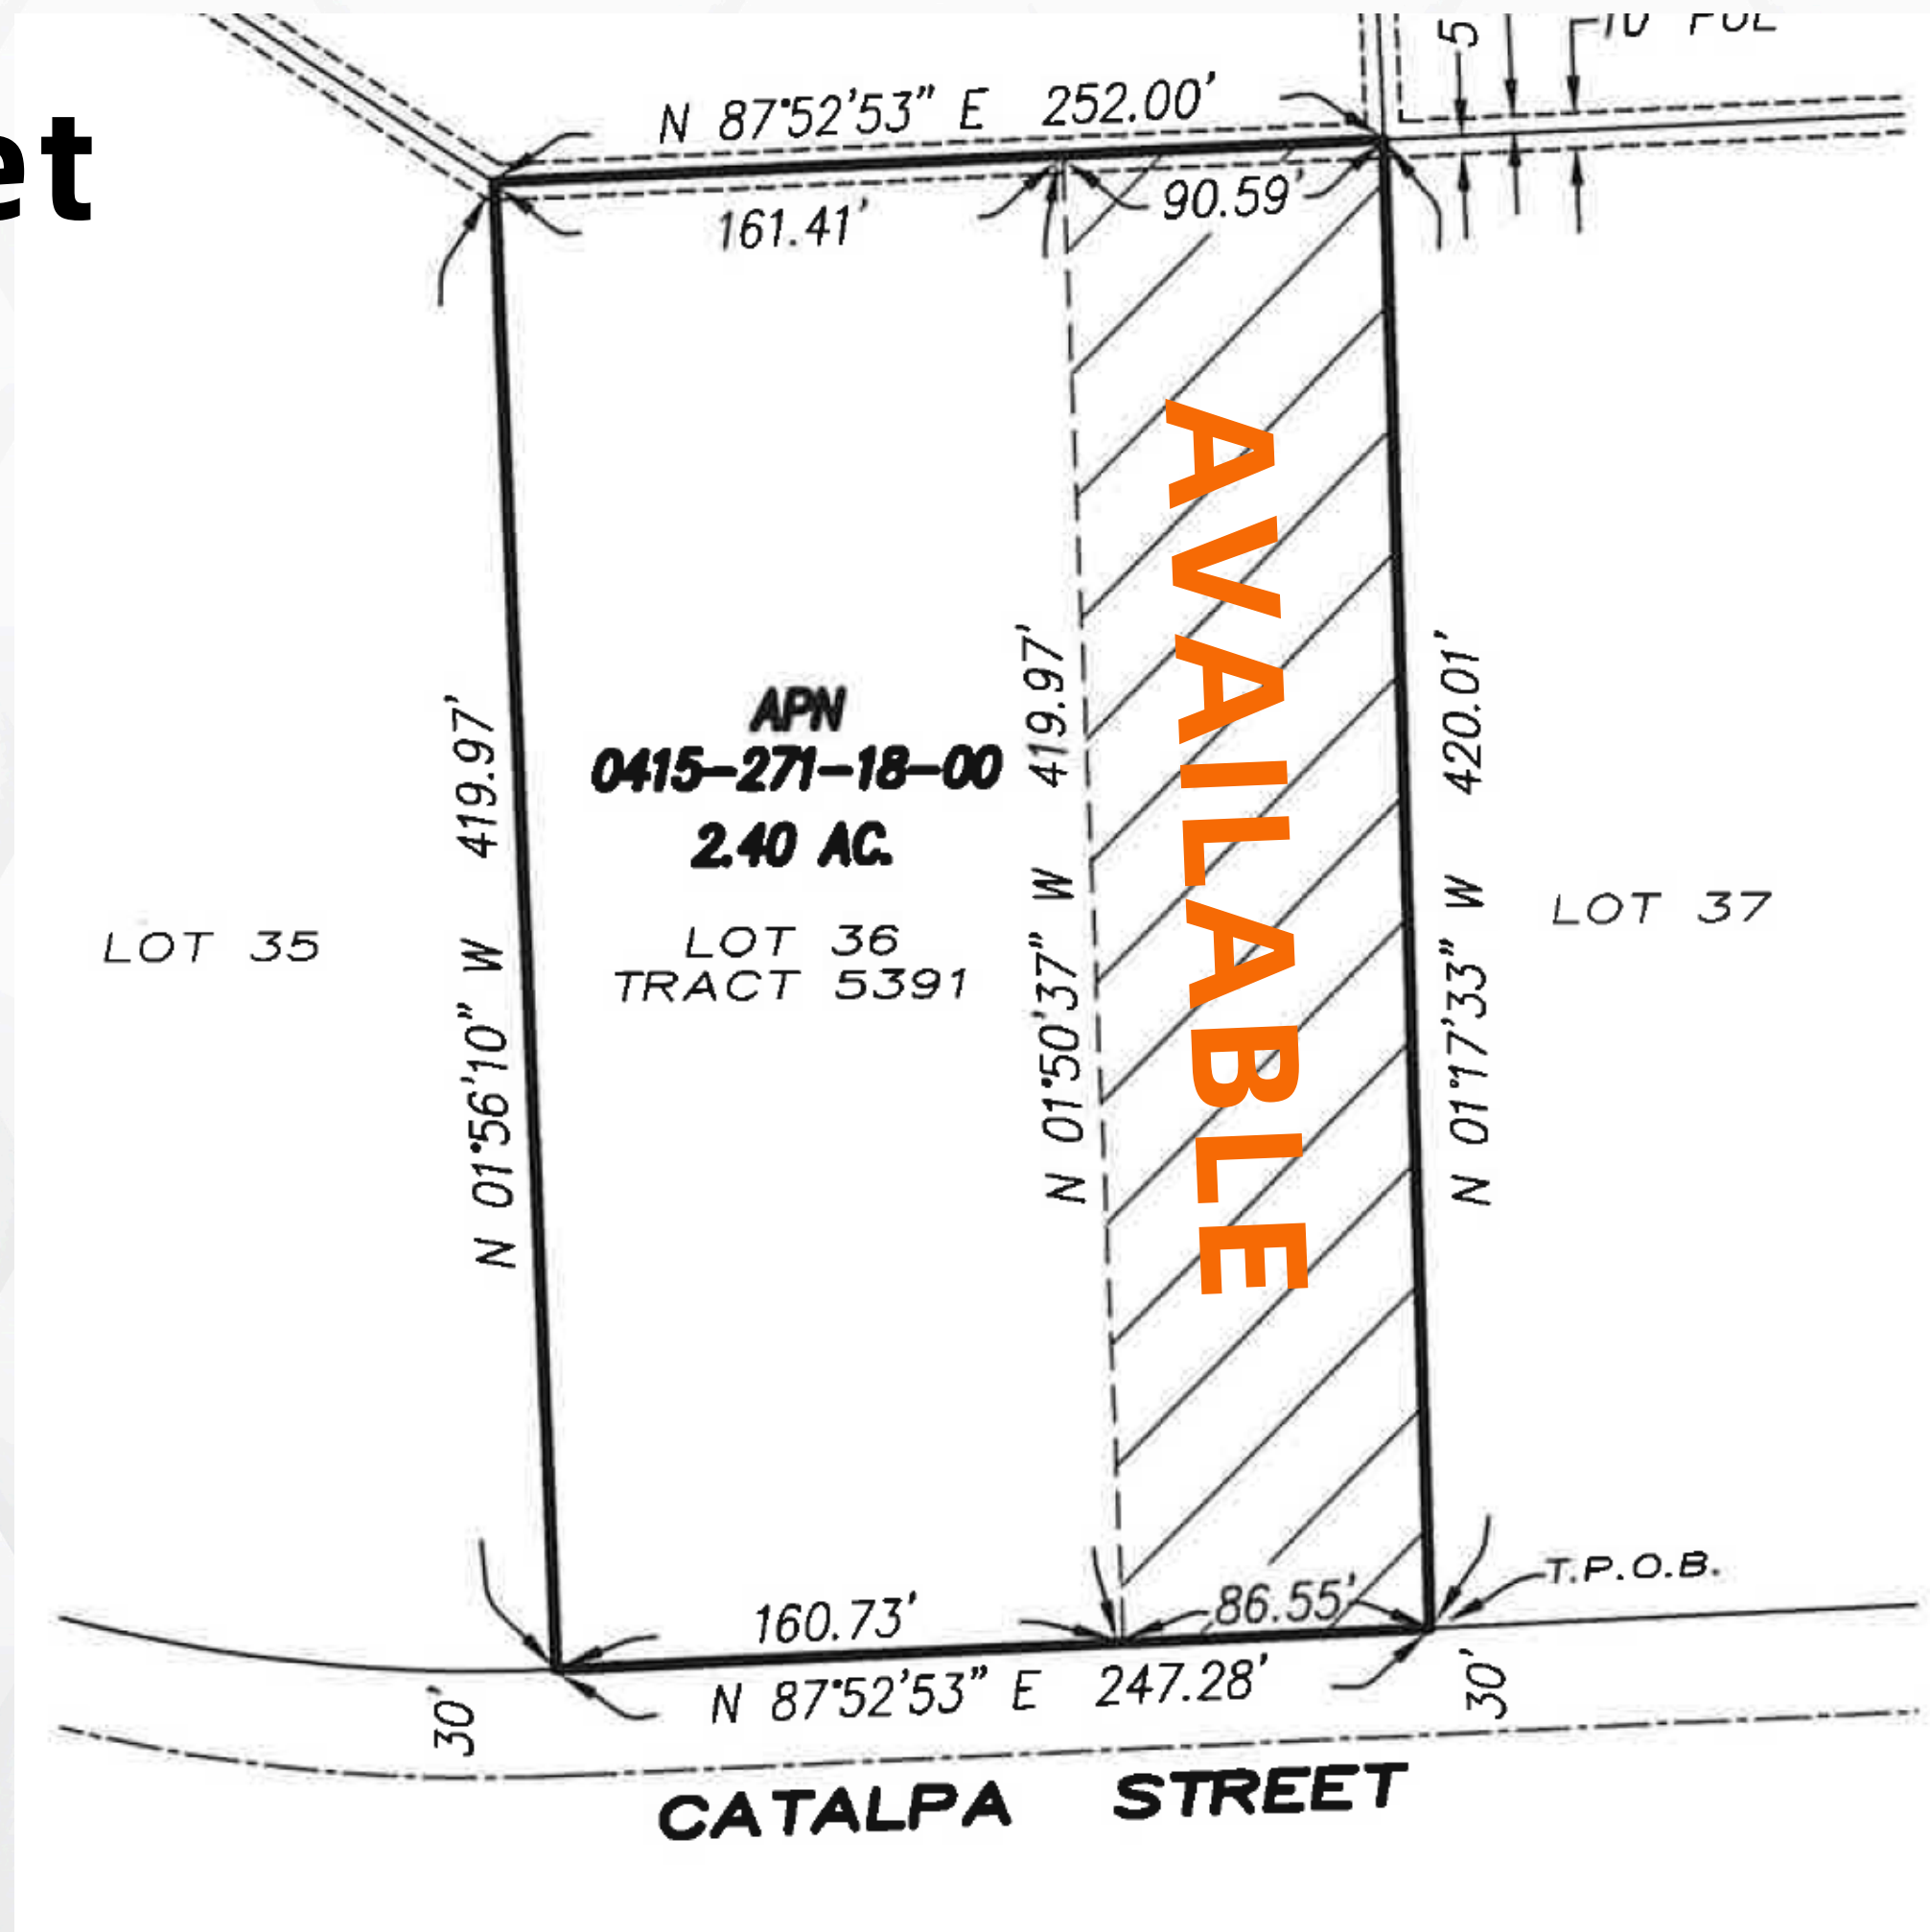 5
10' PUE
et
N 87°52'53" E 252.00'
161.41'
90.59'
N 01°56'10" W 419.97'
APN
0415-271-18-00
2.40 AC.
LOT 36
TRACT 5391
N 01°50'37" W 419.97'
AVAILABLE
N 01°17'33" W 420.01'
LOT 35
LOT 37
T.P.O.B.
160.73'
86.55'
N 87°52'53" E 247.28'
30'
30'
CATALPA STREET